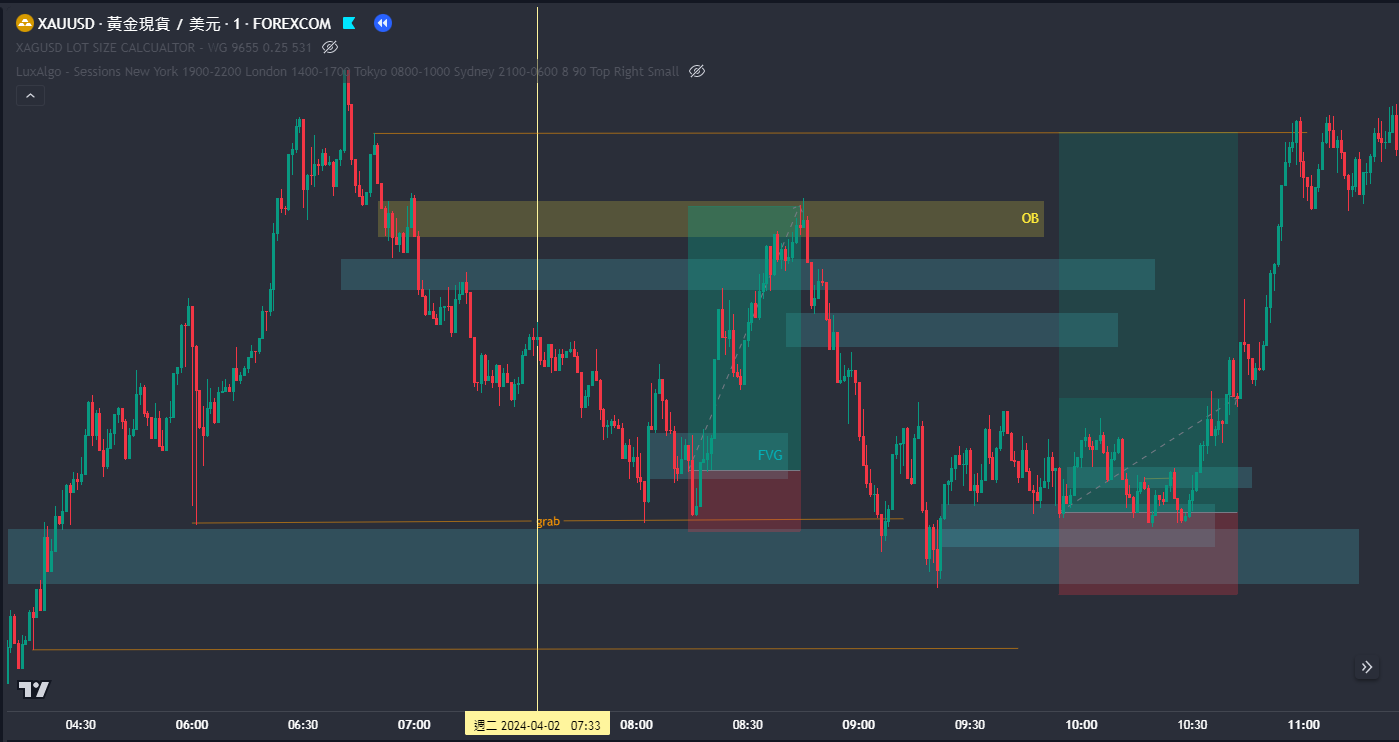 XAUUSD · 黃金現貨 / 美元 · 1 · FOREXCOM
XAGUSD LOT SIZE CALCUALTOR - WG 9655 0.25 531
LuxAlgo - Sessions New York 1900-2200 London 1400-1700 Tokyo 0800-1000 Sydney 2100-0600 8 90 Top Right Small
OB
FVG
grab
04:30 06:00 06:30 07:00 週二 2024-04-02 07:33 08:00 08:30 09:00 09:30 10:00 10:30 11:00